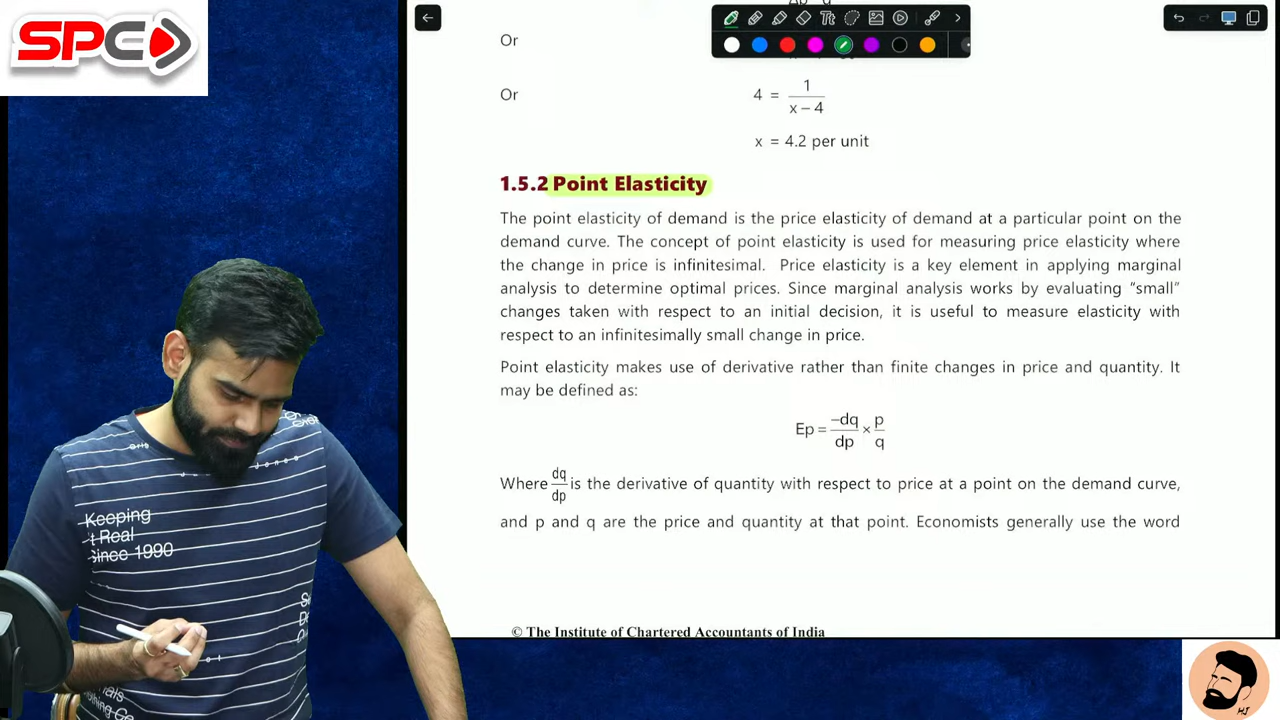 SPC
Or
Or
4 = 1
x – 4
x = 4.2 per unit
1.5.2 Point Elasticity
The point elasticity of demand is the price elasticity of demand at a particular point on the
demand curve. The concept of point elasticity is used for measuring price elasticity where
the change in price is infinitesimal. Price elasticity is a key element in applying marginal
analysis to determine optimal prices. Since marginal analysis works by evaluating “small”
changes taken with respect to an initial decision, it is useful to measure elasticity with
respect to an infinitesimally small change in price.
Point elasticity makes use of derivative rather than finite changes in price and quantity. It
may be defined as:
Ep = –dq/dp × p/q
Where dq/dp is the derivative of quantity with respect to price at a point on the demand curve,
and p and q are the price and quantity at that point. Economists generally use the word
© The Institute of Chartered Accountants of India
Keeping
't Real
Since 1990
HJ